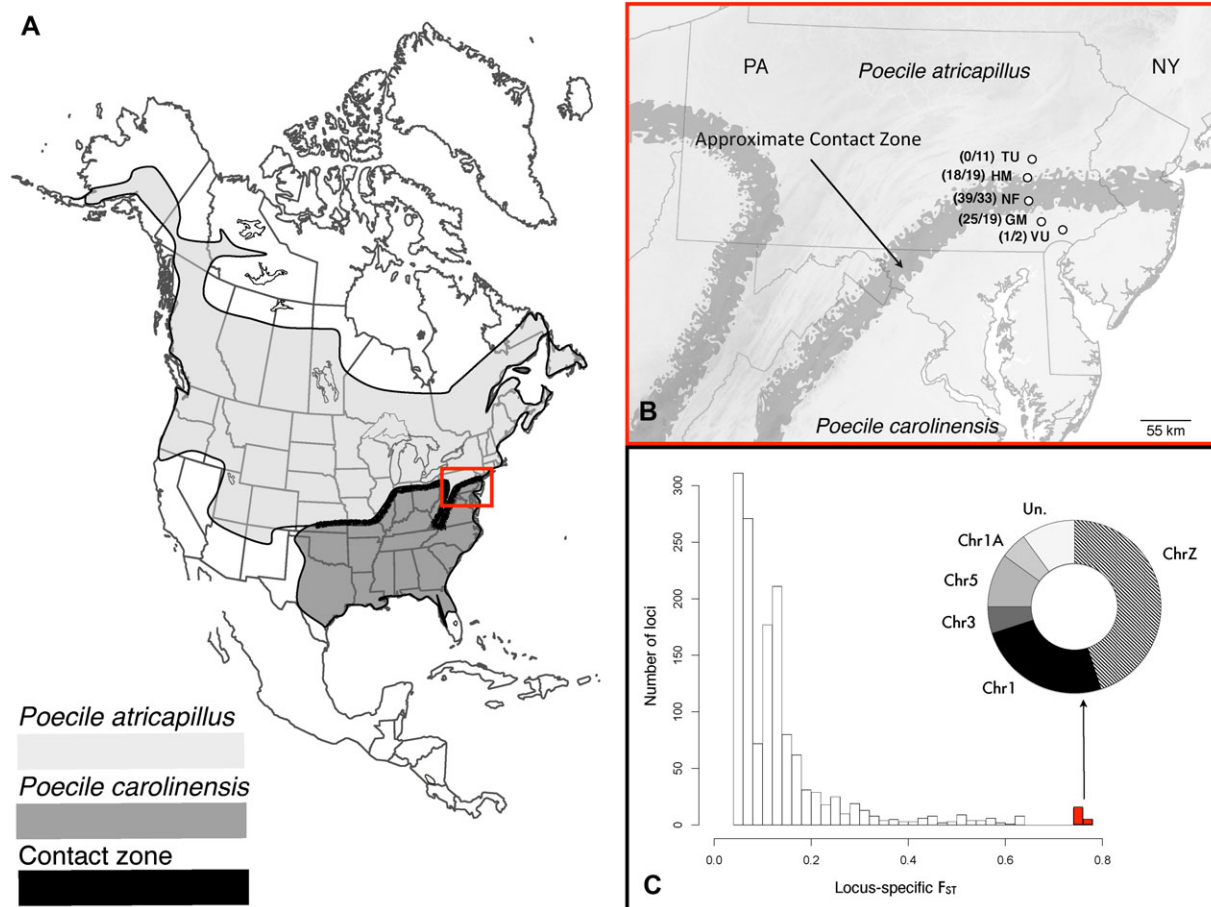 A
Poecile atricapillus
Poecile carolinensis
Contact zone
PA
Poecile atricapillus
NY
Approximate Contact Zone
(0/11) TU
(18/19) HM
(39/33) NF
(25/19) GM
(1/2) VU
Poecile carolinensis
55 km
B
Number of loci
300
250
200
150
100
50
0
0.0
0.2
0.4
0.6
0.8
Locus-specific FST
Un.
Chr1A
Chr5
Chr3
Chr1
ChrZ
C